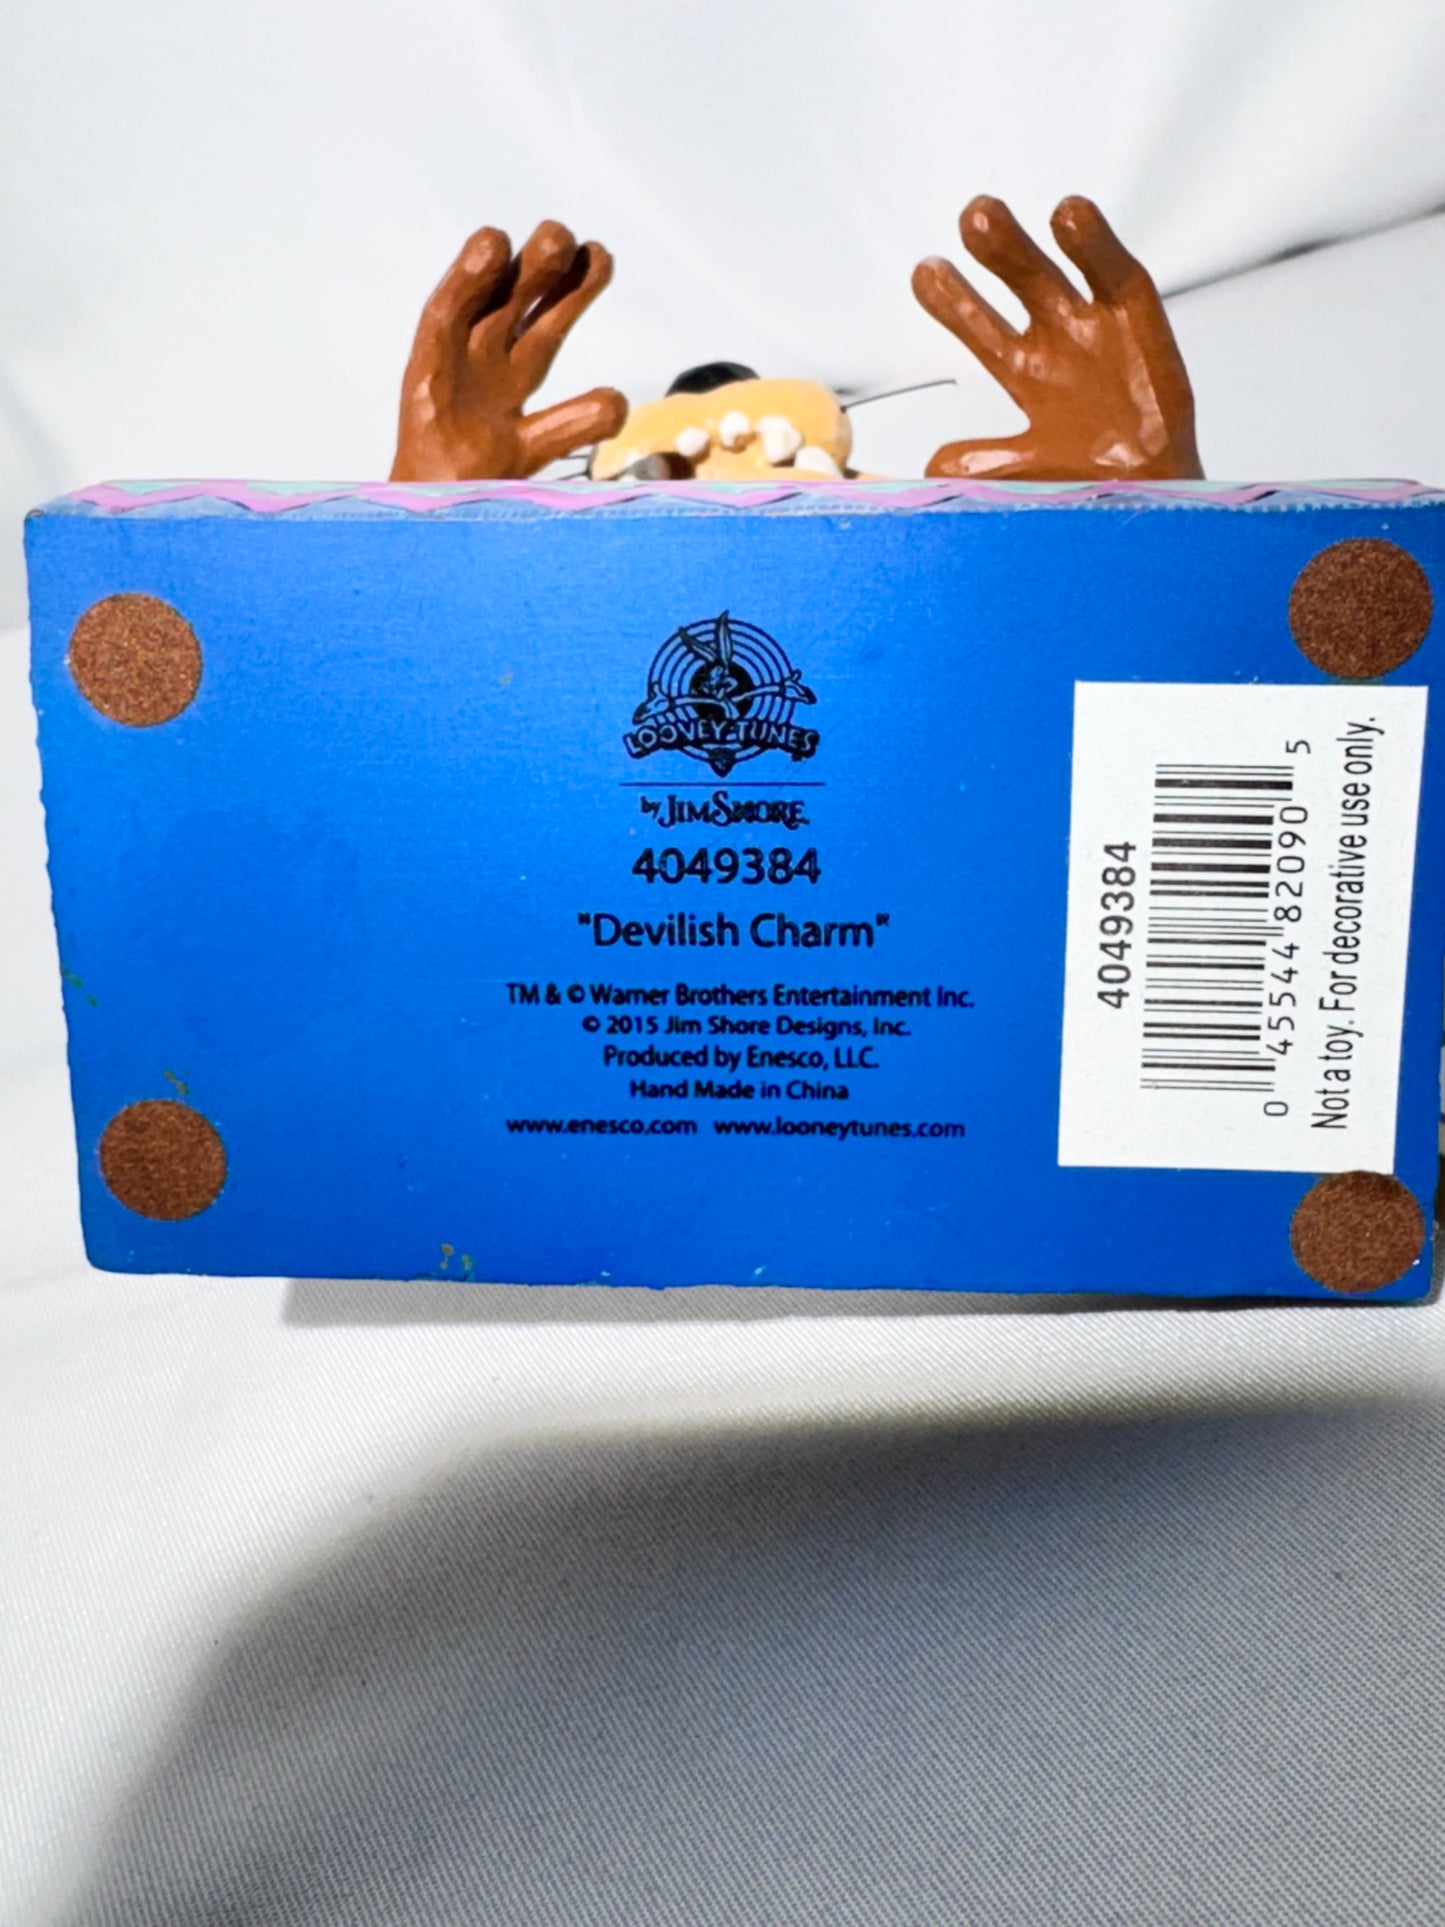 LOONEY TUNES
by JIM SHORE
4049384
"Devilish Charm"
TM & © Warner Brothers Entertainment Inc.
© 2015 Jim Shore Designs, Inc.
Produced by Enesco, LLC.
Hand Made in China
www.enesco.com www.looneytunes.com
4049384
0 45544 82090 5
Not a toy. For decorative use only.